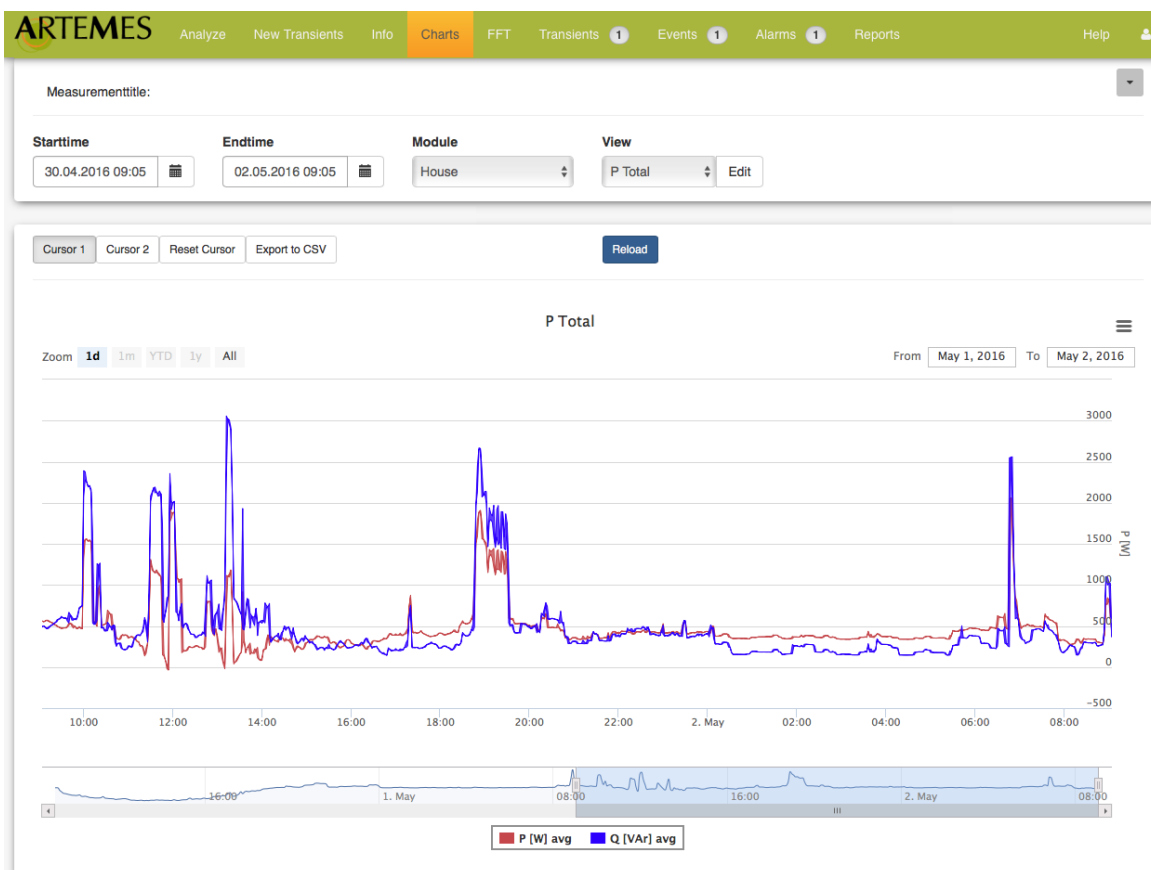 ARTEMES Analyze New Transients Info Charts FFT Transients 1 Events 1 Alarms 1 Reports Help
Measurementtitle:
Starttime Endtime Module View
30.04.2016 09:05 02.05.2016 09:05 House P Total Edit
Cursor 1 Cursor 2 Reset Cursor Export to CSV Reload
P Total
Zoom 1d 1m YTD 1y All From May 1, 2016 To May 2, 2016
3000
2500
2000
1500
P [W]
1000
500
0
-500
10:00 12:00 14:00 16:00 18:00 20:00 22:00 2. May 02:00 04:00 06:00 08:00
16:00 1. May 08:00 16:00 2. May 08:00
P [W] avg Q [VAr] avg